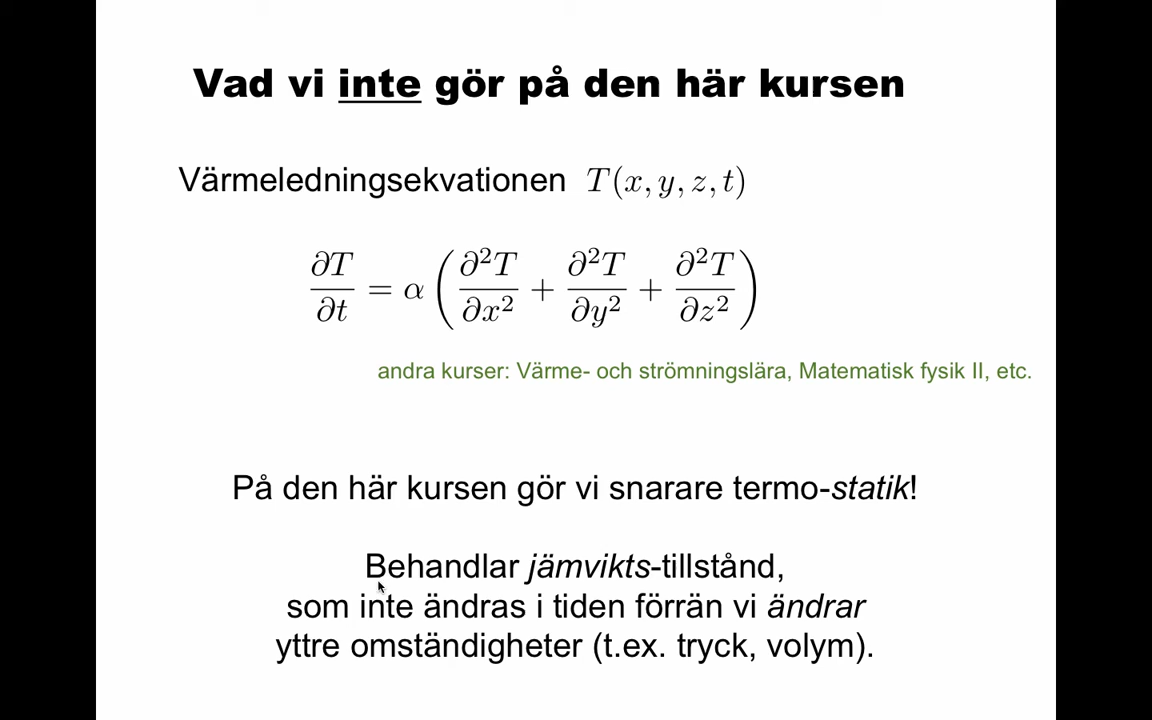 Vad vi inte gör på den här kursen
Värmeledningsekvationen T(x, y, z, t)
∂T/∂t = α (∂²T/∂x² + ∂²T/∂y² + ∂²T/∂z²)
andra kurser: Värme- och strömningslära, Matematisk fysik II, etc.
På den här kursen gör vi snarare termo-statik!
Behandlar jämvikts-tillstånd,
som inte ändras i tiden förrän vi ändrar
yttre omständigheter (t.ex. tryck, volym).